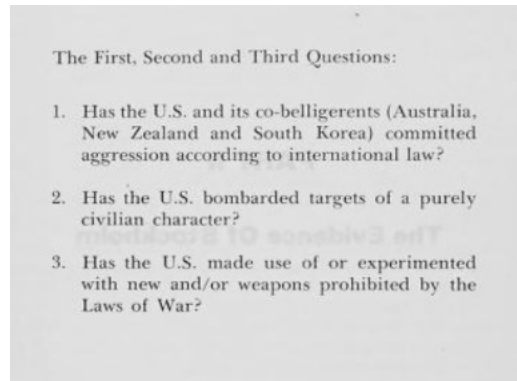 The First, Second and Third Questions:
1. Has the U.S. and its co-belligerents (Australia,
New Zealand and South Korea) committed
aggression according to international law?
2. Has the U.S. bombarded targets of a purely
civilian character?
3. Has the U.S. made use of or experimented
with new and/or weapons prohibited by the
Laws of War?